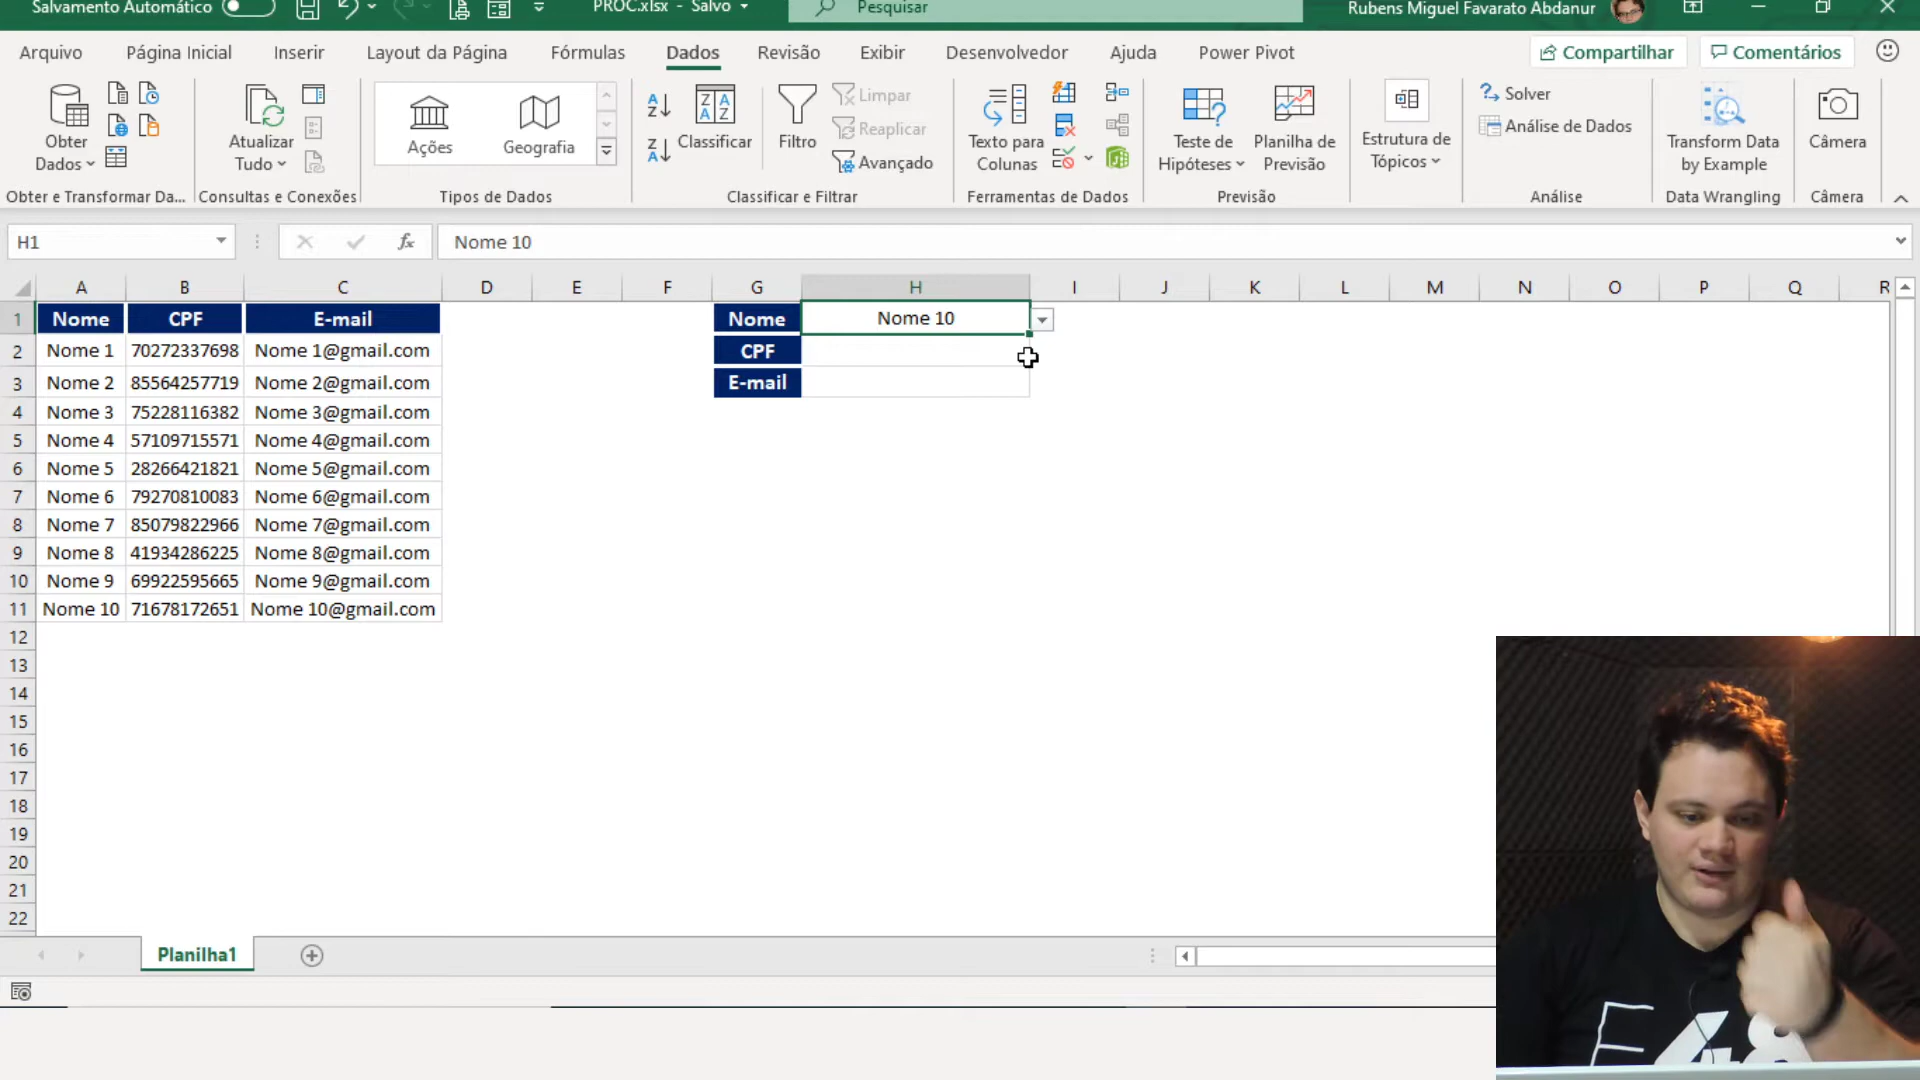 Salvamento Automático PROC.xlsx - Salvo Pesquisar Rubens Miguel Favarato Abdanur
Arquivo Página Inicial Inserir Layout da Página Fórmulas Dados Revisão Exibir Desenvolvedor Ajuda Power Pivot Compartilhar Comentários
Obter Dados
Atualizar Tudo
Ações
Geografia
Classificar
Filtro
Limpar
Reaplicar
Avançado
Texto para Colunas
Teste de Hipóteses
Planilha de Previsão
Estrutura de Tópicos
Solver
Análise de Dados
Transform Data by Example
Câmera
Obter e Transformar Da... Consultas e Conexões Tipos de Dados Classificar e Filtrar Ferramentas de Dados Previsão Análise Data Wrangling Câmera
H1 fx Nome 10
A B C D E F G H I J K L M N O P Q R
1 Nome CPF E-mail Nome Nome 10
2 Nome 1 70272337698 Nome 1@gmail.com CPF
3 Nome 2 85564257719 Nome 2@gmail.com E-mail
4 Nome 3 75228116382 Nome 3@gmail.com
5 Nome 4 57109715571 Nome 4@gmail.com
6 Nome 5 28266421821 Nome 5@gmail.com
7 Nome 6 79270810083 Nome 6@gmail.com
8 Nome 7 85079822966 Nome 7@gmail.com
9 Nome 8 41934286225 Nome 8@gmail.com
10 Nome 9 69922595665 Nome 9@gmail.com
11 Nome 10 71678172651 Nome 10@gmail.com
12
13
14
15
16
17
18
19
20
21
22
Planilha1